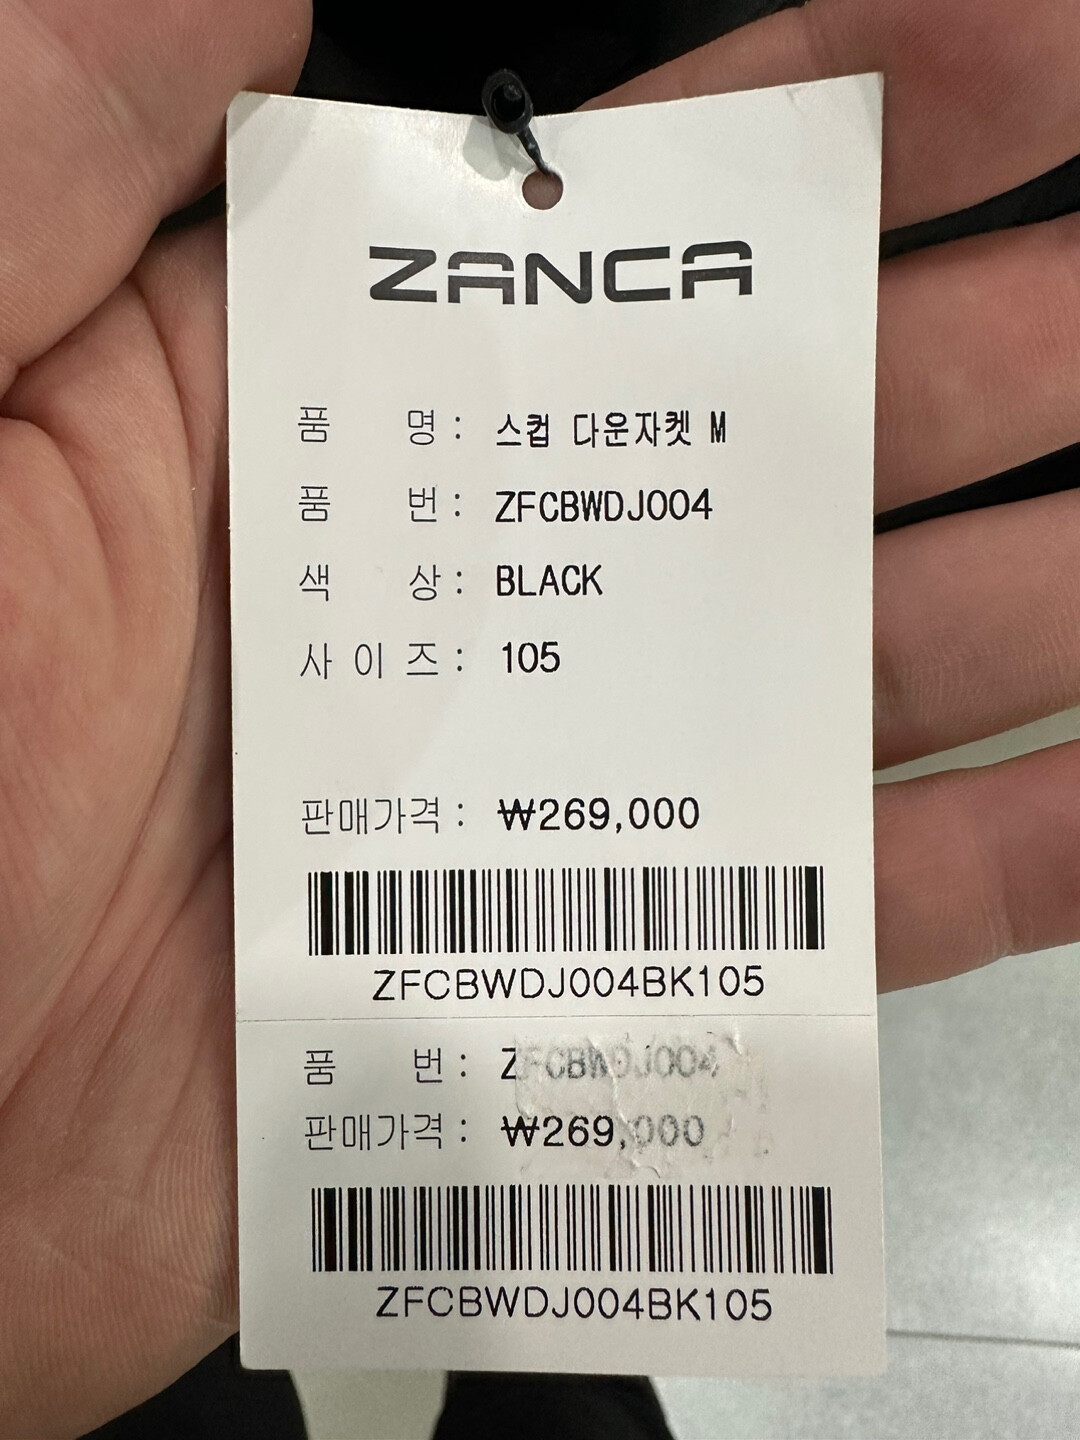 ZANCA
품 명 : 스컵 다운자켓 M
품 번 : ZFCBWDJ004
색 상 : BLACK
사 이 즈 : 105
판매가격 : ₩269,000
ZFCBWDJ004BK105
품 번 : ZFCBWDJ004
판매가격 : ₩269,000
ZFCBWDJ004BK105